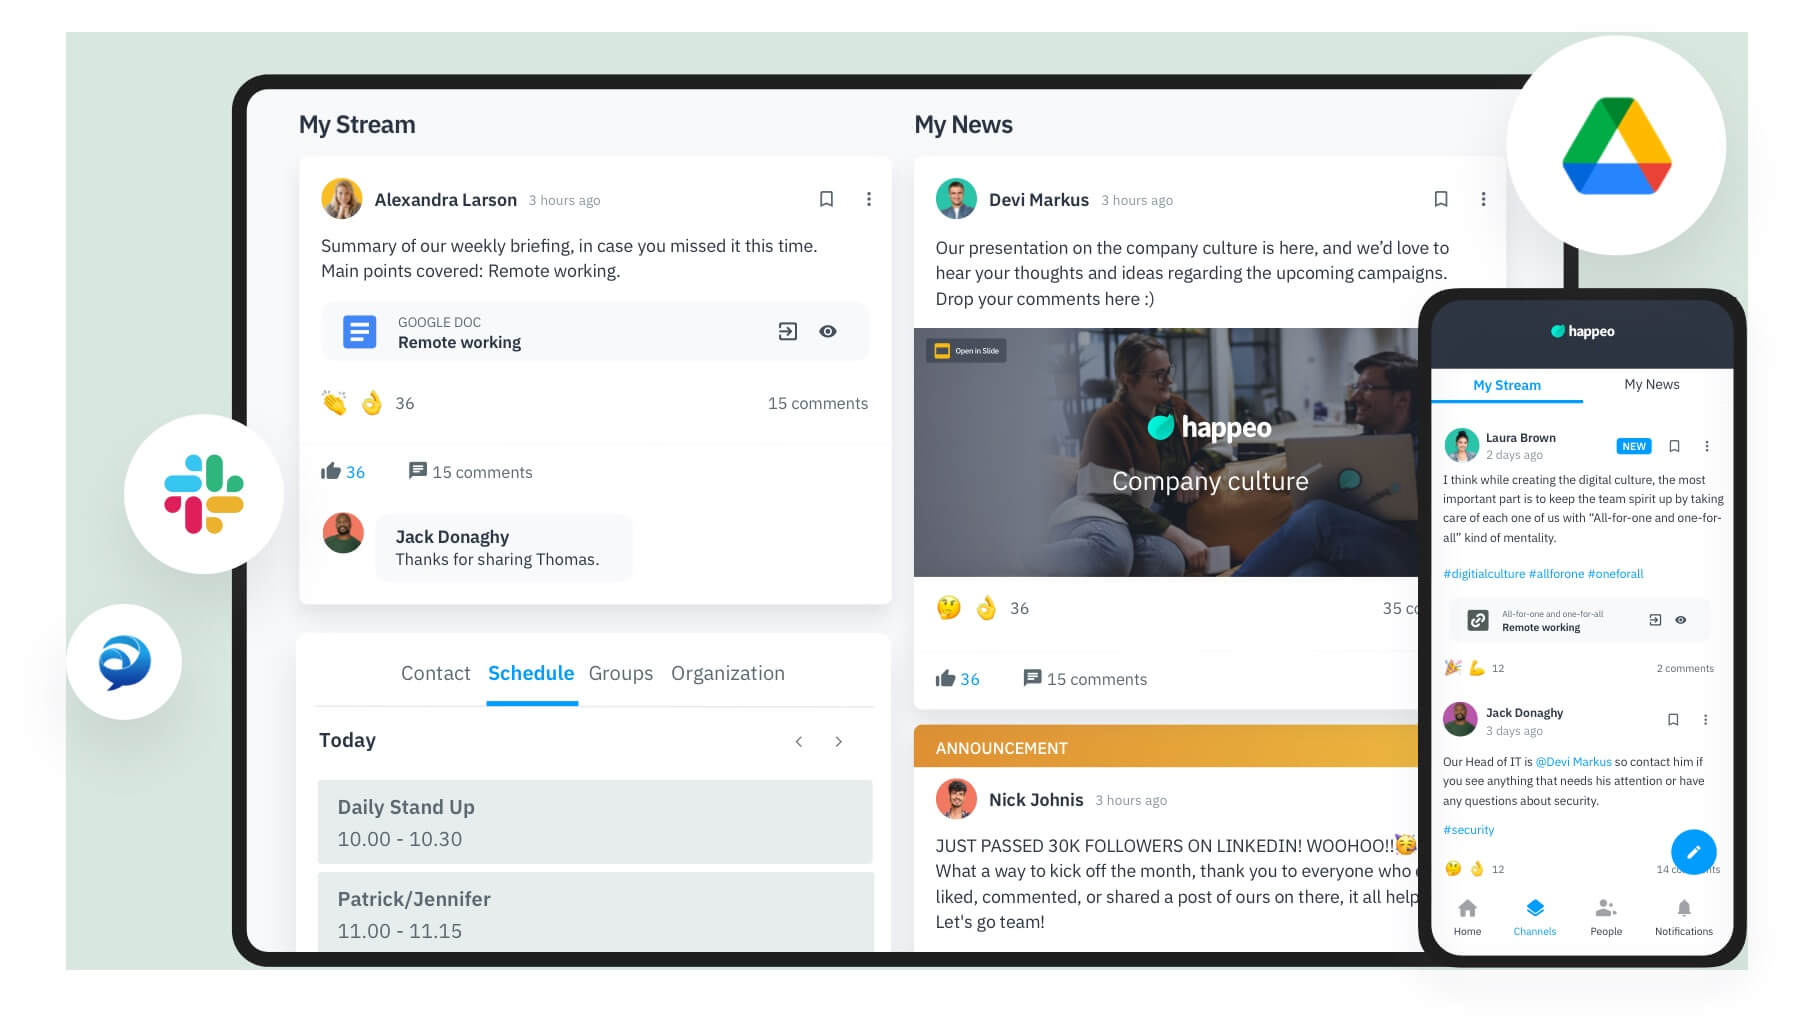 My Stream
Alexandra Larson 3 hours ago
Summary of our weekly briefing, in case you missed it this time.
Main points covered: Remote working.
GOOGLE DOC
Remote working
36 15 comments
36 15 comments
Jack Donaghy
Thanks for sharing Thomas.
Contact Schedule Groups Organization
Today
Daily Stand Up
10.00 - 10.30
Patrick/Jennifer
11.00 - 11.15
My News
Devi Markus 3 hours ago
Our presentation on the company culture is here, and we’d love to
hear your thoughts and ideas regarding the upcoming campaigns.
Drop your comments here :)
Open in Slide
happeo
Company culture
36 35
36 15 comments
ANNOUNCEMENT
Nick Johnis 3 hours ago
JUST PASSED 30K FOLLOWERS ON LINKEDIN! WOOHOO!!
What a way to kick off the month, thank you to everyone who
liked, commented, or shared a post of ours on there, it all help
Let's go team!
happeo
My Stream My News
Laura Brown
2 days ago
NEW
I think while creating the digital culture, the most
important part is to keep the team spirit up by taking
care of each one of us with “All-for-one and one-for-
all” kind of mentality.
#digitialculture #allforone #oneforall
All-for-one and one-for-all
Remote working
12 2 comments
Jack Donaghy
3 days ago
Our Head of IT is @Devi Markus so contact him if
you see anything that needs his attention or have
any questions about security.
#security
12 14
Home Channels People Notifications